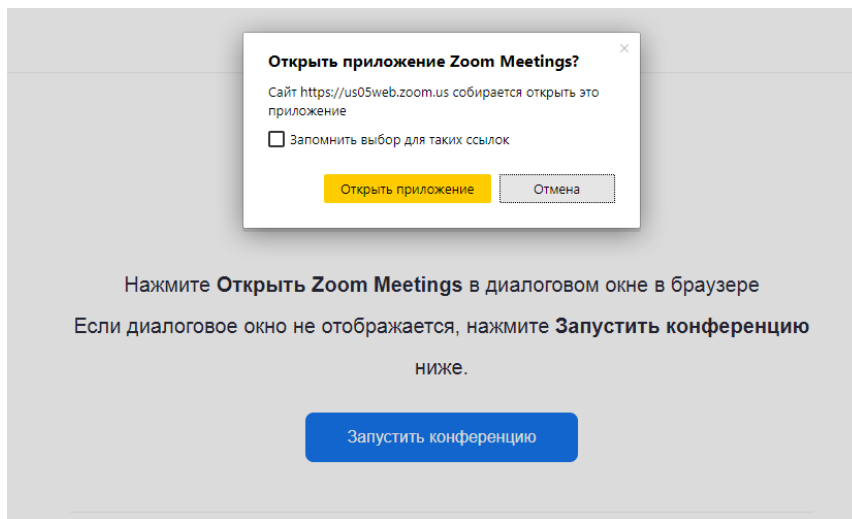 Открыть приложение Zoom Meetings?
Сайт https://us05web.zoom.us собирается открыть это
приложение
Запомнить выбор для таких ссылок
Открыть приложение
Отмена
Нажмите Открыть Zoom Meetings в диалоговом окне в браузере
Если диалоговое окно не отображается, нажмите Запустить конференцию
ниже.
Запустить конференцию